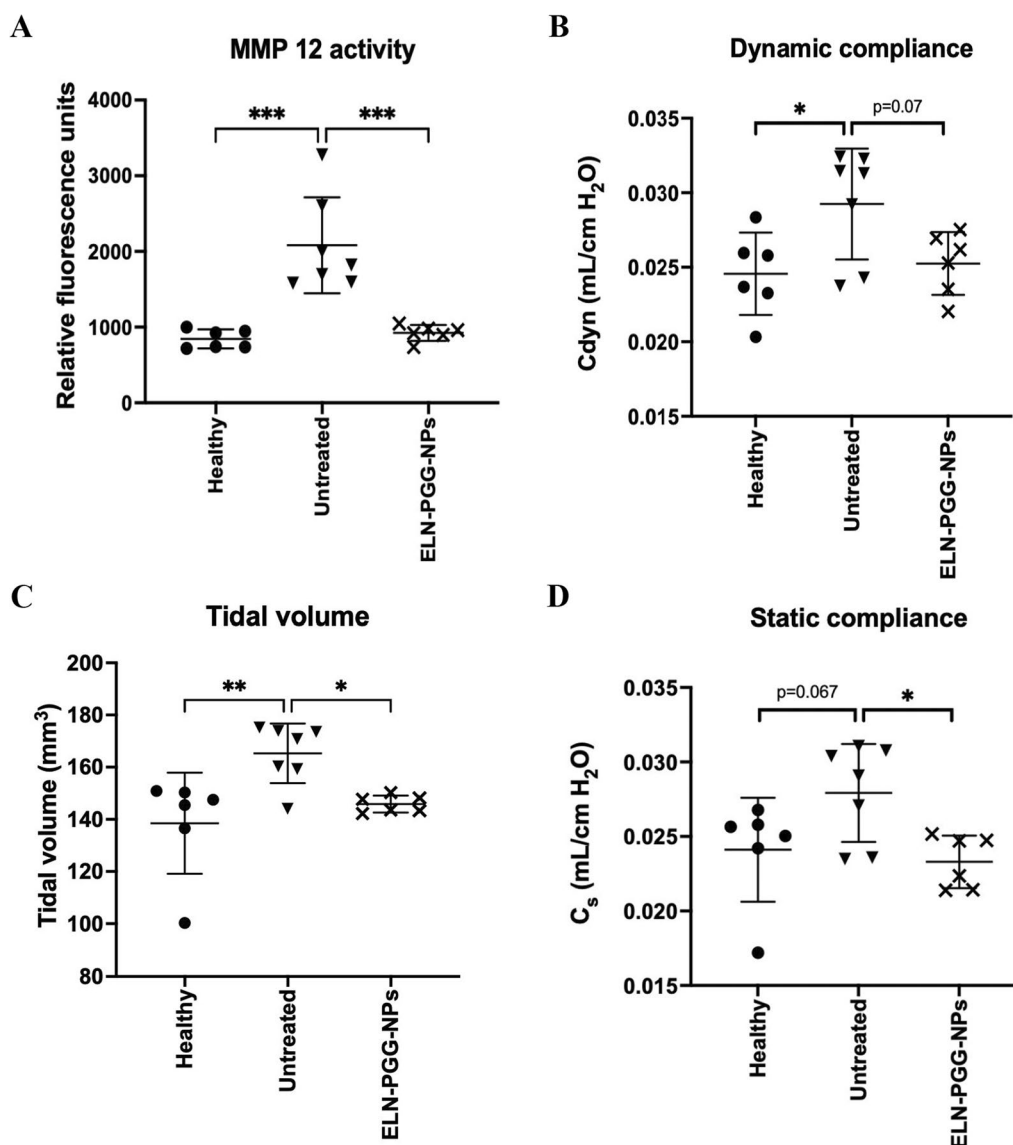 A
MMP 12 activity
*** ***
Relative fluorescence units
4000
3000
2000
1000
0
Healthy
Untreated
ELN-PGG-NPs
B
Dynamic compliance
* p=0.07
Cdyn (mL/cm H₂O)
0.035
0.030
0.025
0.020
0.015
Healthy
Untreated
ELN-PGG-NPs
C
Tidal volume
** *
Tidal volume (mm³)
200
180
160
140
120
100
80
Healthy
Untreated
ELN-PGG-NPs
D
Static compliance
p=0.067 *
Cₛ (mL/cm H₂O)
0.035
0.030
0.025
0.020
0.015
Healthy
Untreated
ELN-PGG-NPs